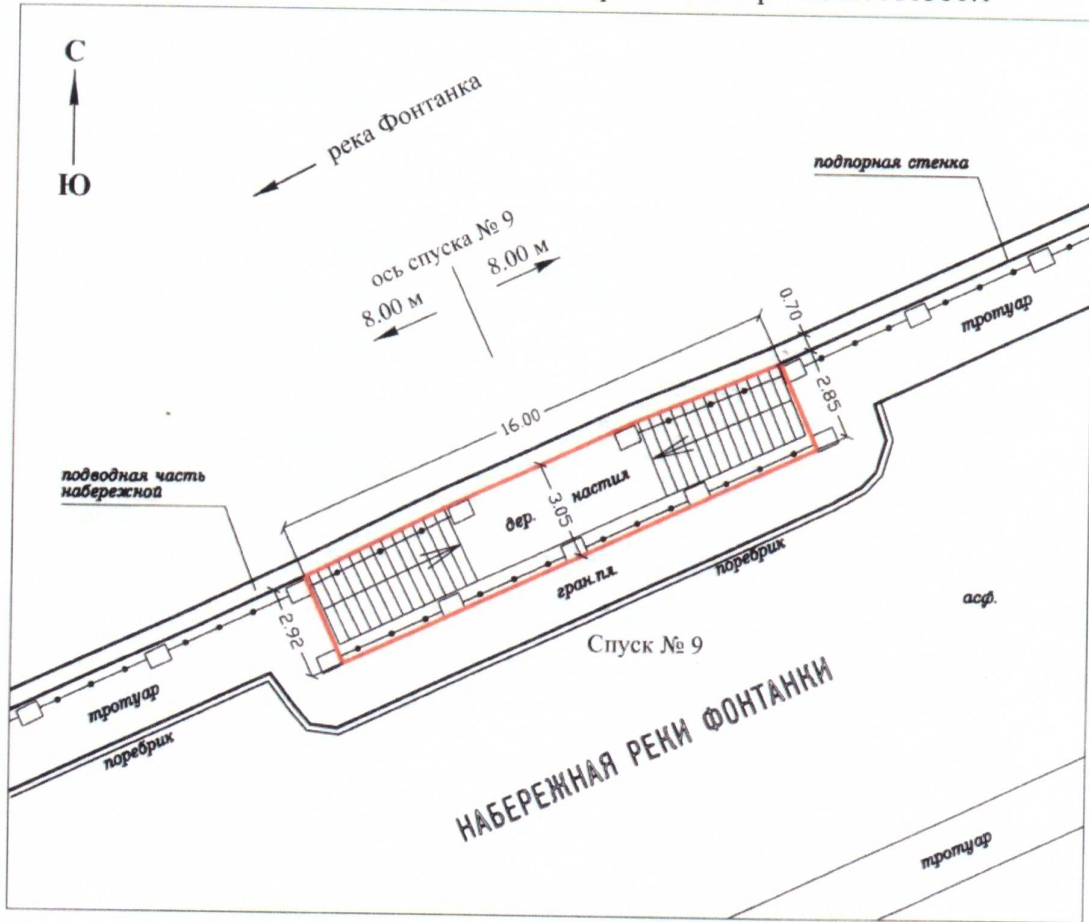 С
Ю
река Фонтанка
ось спуска № 9
8.00 м
8.00 м
подпорная стенка
тротуар
0.70
2.85
16.00
подводная часть
набережной
дер. настил
3.05
гран.пл.
поребрик
асф.
2.92
Спуск № 9
тротуар
поребрик
НАБЕРЕЖНАЯ РЕКИ ФОНТАНКИ
тротуар